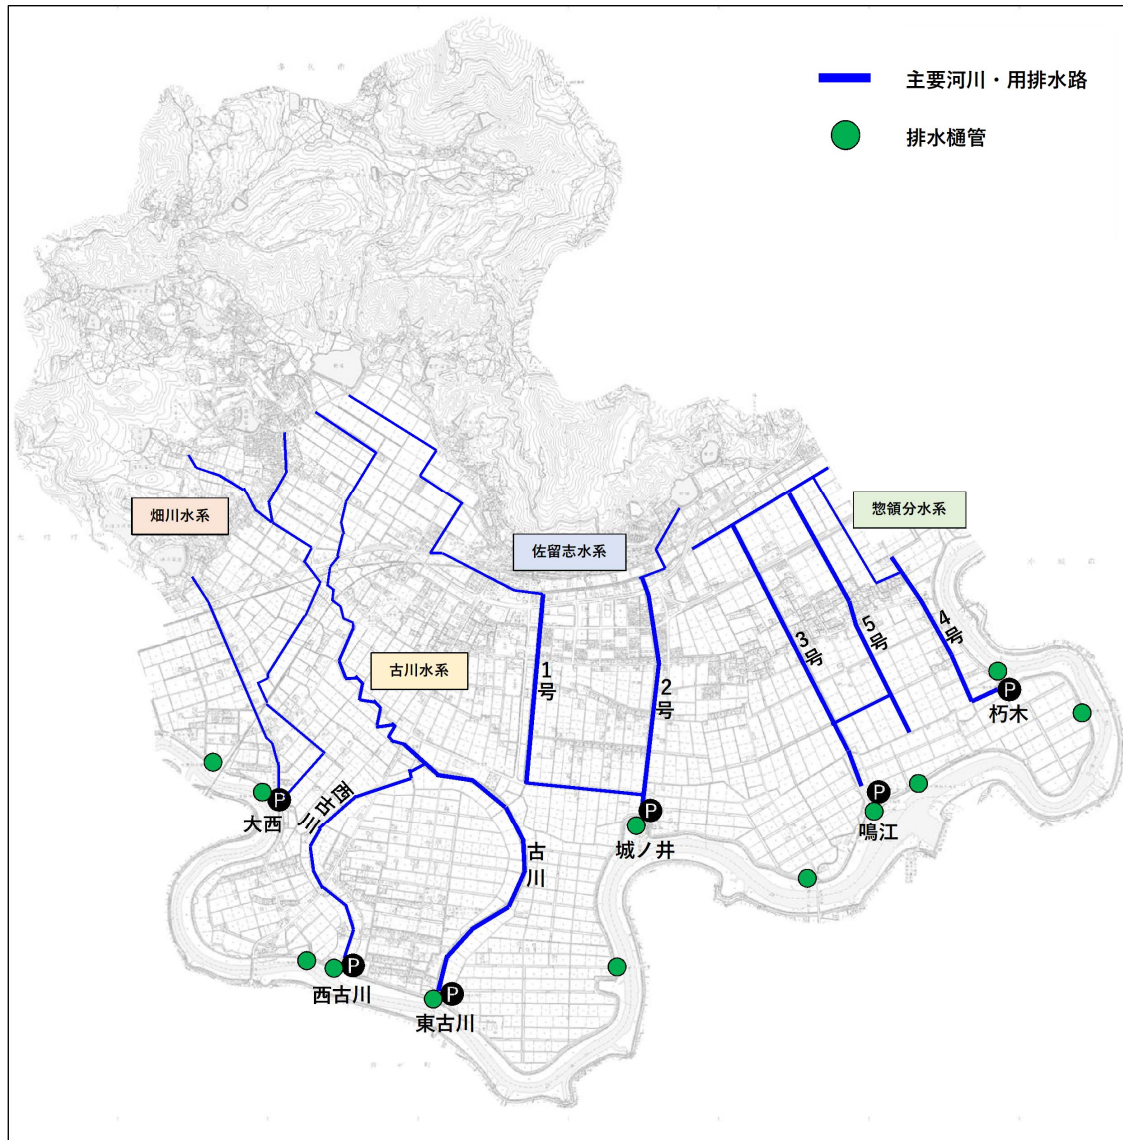 主要河川・用排水路
排水樋管
畑川水系
佐留志水系
惣領分水系
古川水系
1号
2号
3号
5号
4号
P
朽木
P
大西
西古川
P
城ノ井
P
鳴江
古川
P
西古川
P
東古川